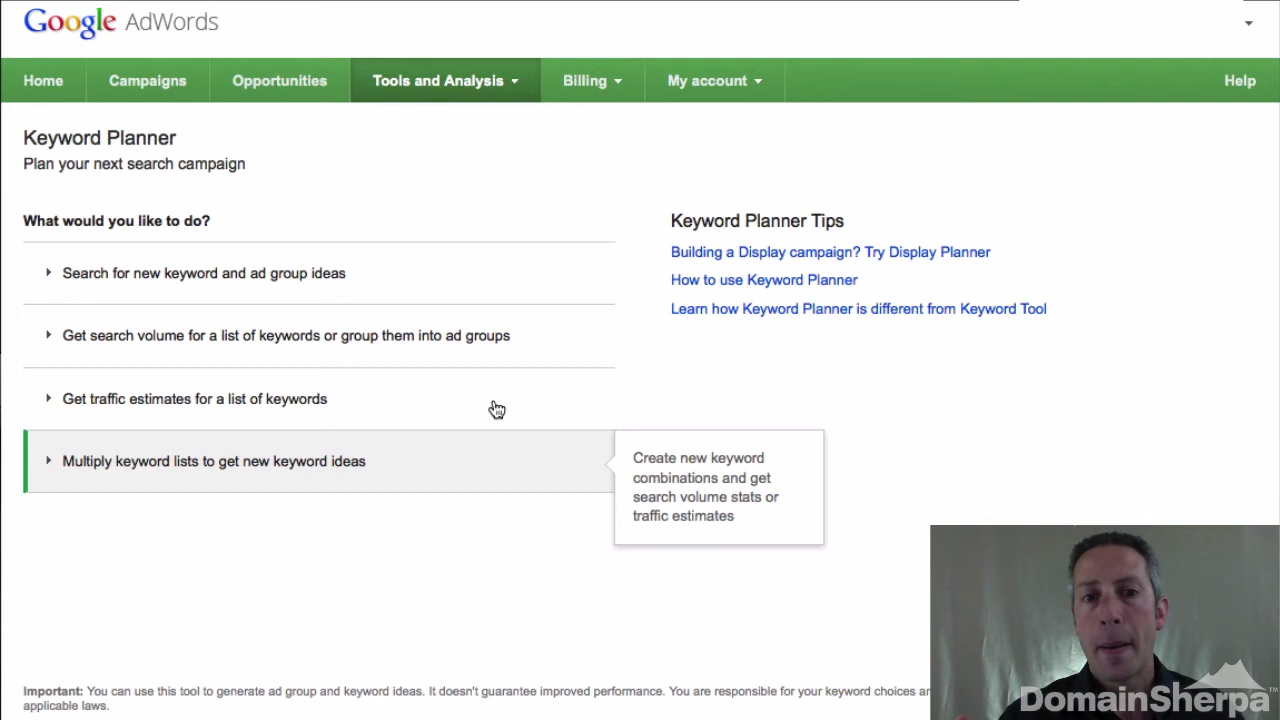 Google AdWords
Home Campaigns Opportunities Tools and Analysis Billing My account Help
Keyword Planner
Plan your next search campaign
What would you like to do?
Search for new keyword and ad group ideas
Get search volume for a list of keywords or group them into ad groups
Get traffic estimates for a list of keywords
Multiply keyword lists to get new keyword ideas
Create new keyword
combinations and get
search volume stats or
traffic estimates
Keyword Planner Tips
Building a Display campaign? Try Display Planner
How to use Keyword Planner
Learn how Keyword Planner is different from Keyword Tool
Important: You can use this tool to generate ad group and keyword ideas. It doesn't guarantee improved performance. You are responsible for your keyword choices
applicable laws.
DomainSherpa™